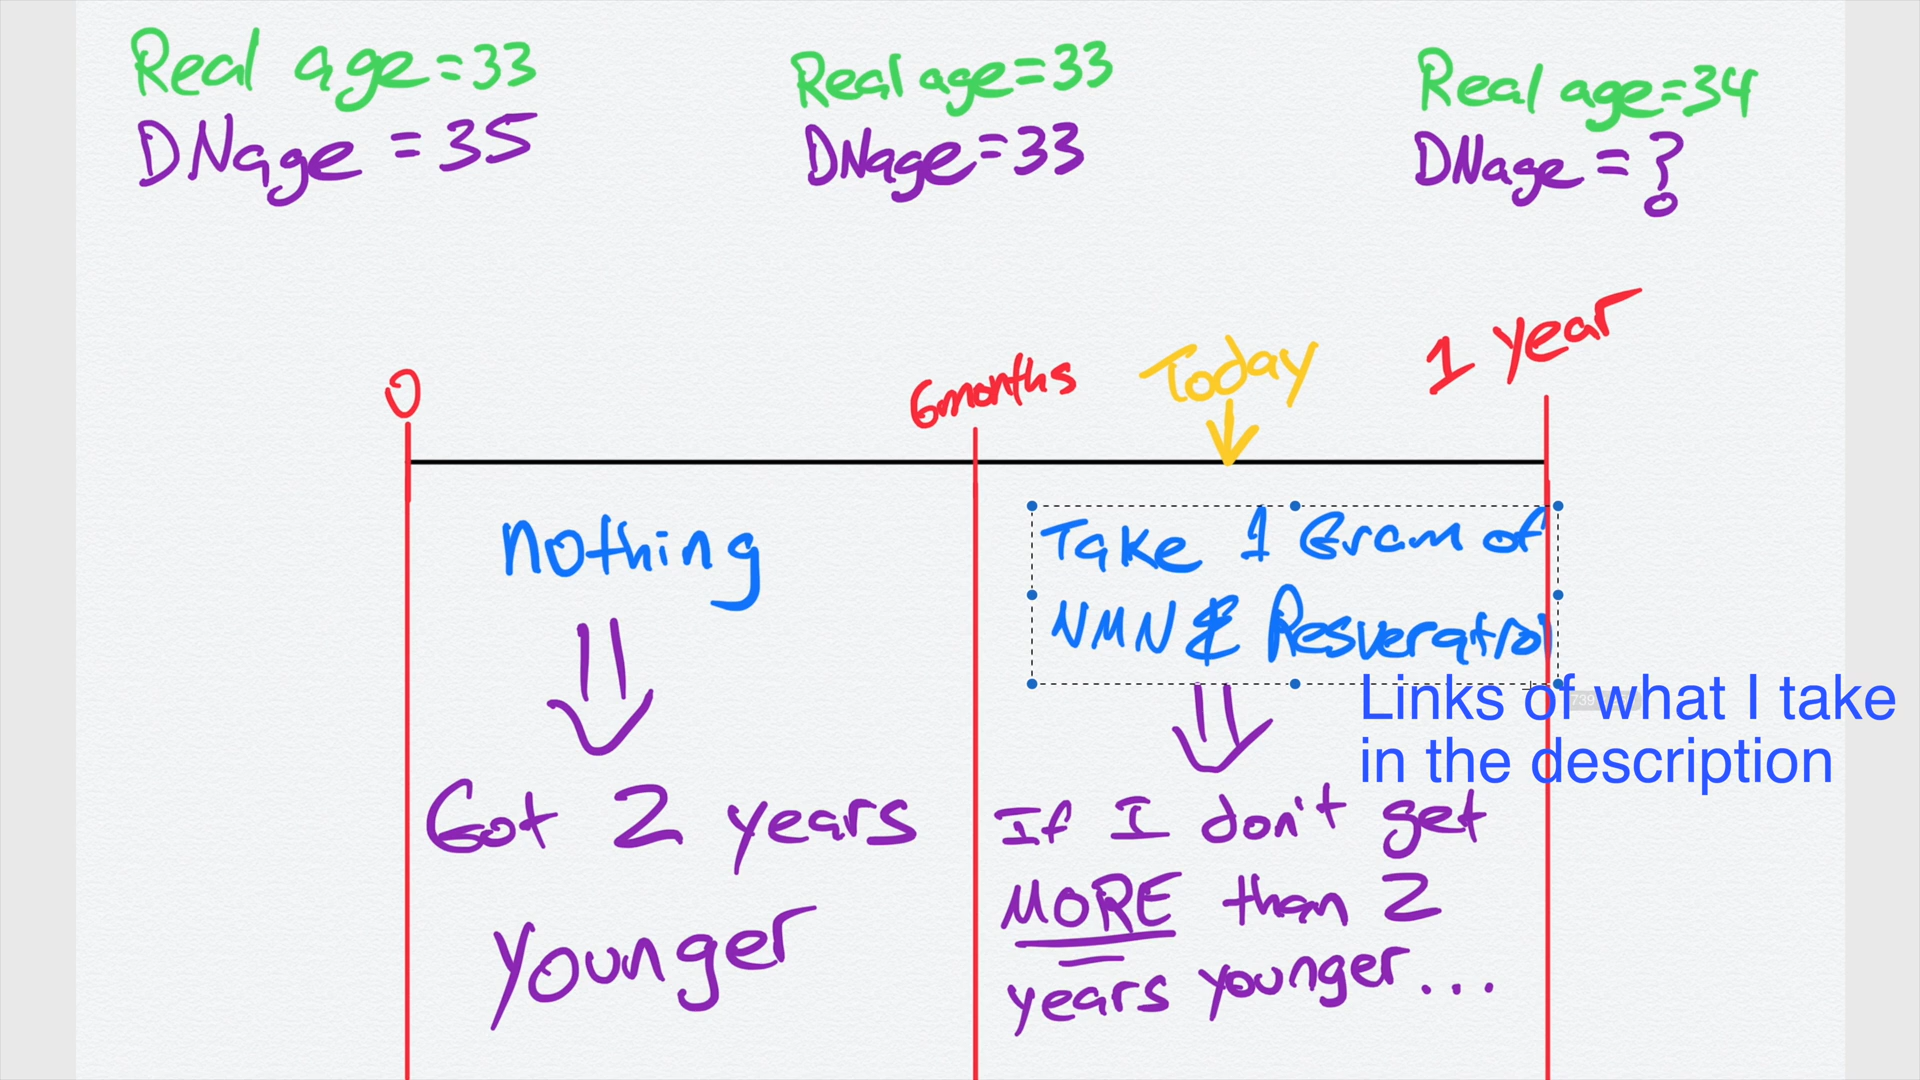 Real age=33
DNage = 35
Real age=33
DNage=33
Real age=34
DNage = ?
0
6months
Today
1 year
nothing
Got 2 years
younger
Take 1 Gram of
NMN & Resveratrol
If I don't get
MORE than 2
years younger...
Links of what I take
in the description